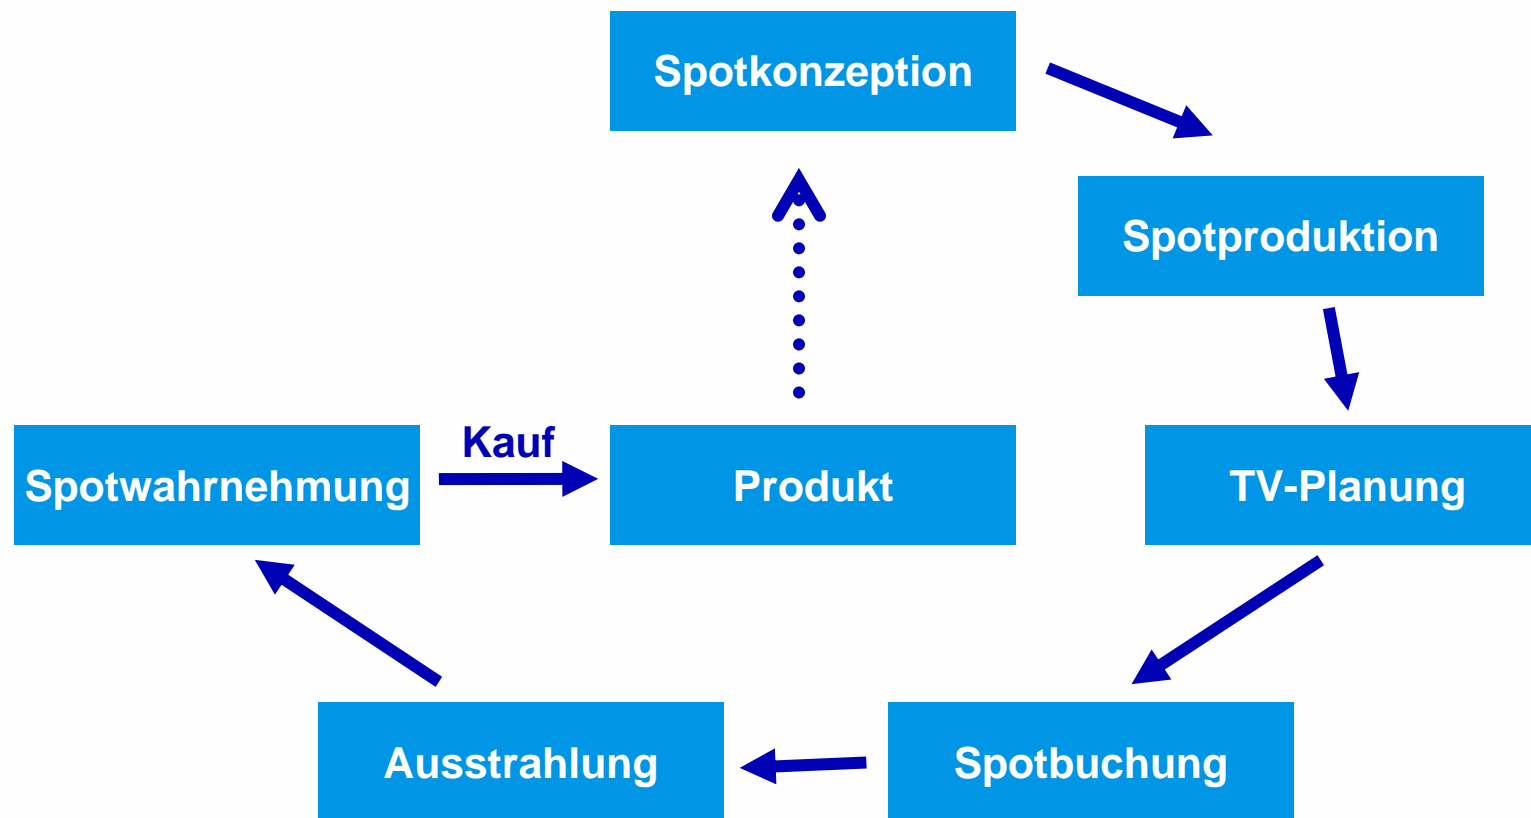 Spotkonzeption
Spotproduktion
Kauf
Spotwahrnehmung
Produkt
TV-Planung
Ausstrahlung
Spotbuchung